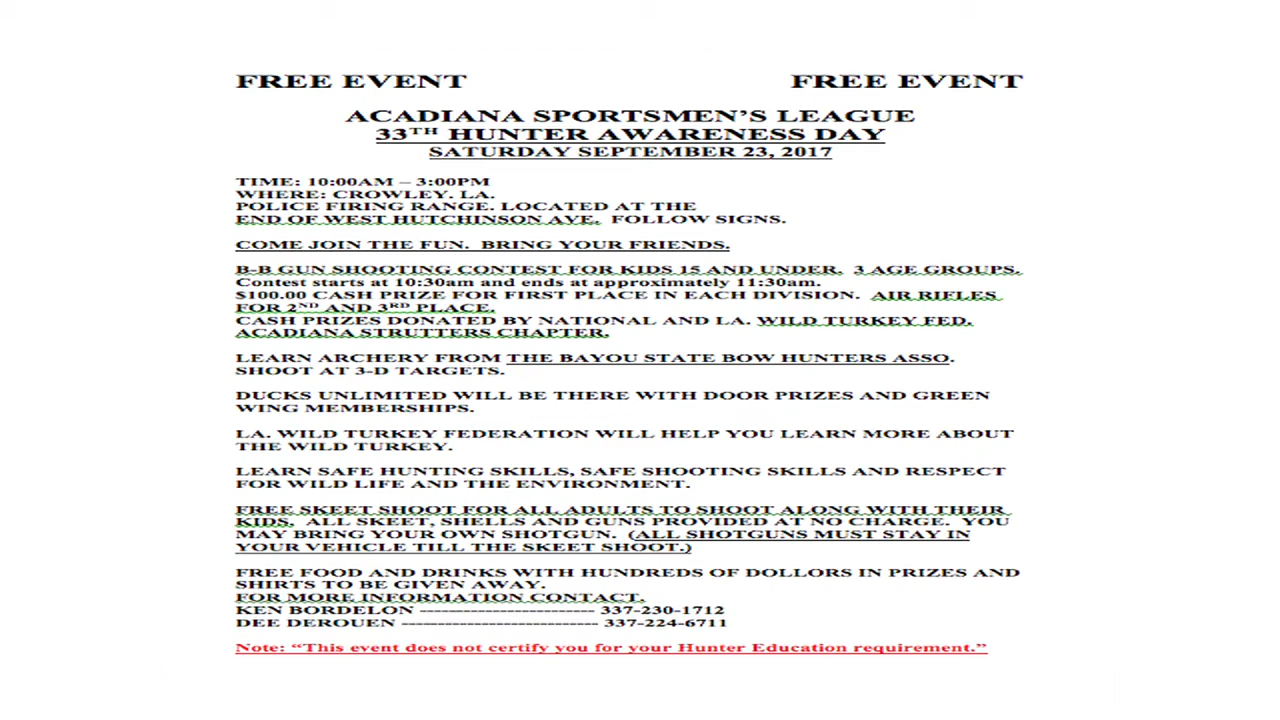 FREE EVENT FREE EVENT
ACADIANA SPORTSMEN'S LEAGUE
33TH HUNTER AWARENESS DAY
SATURDAY SEPTEMBER 23, 2017
TIME: 10:00AM – 3:00PM
WHERE: CROWLEY. LA.
POLICE FIRING RANGE. LOCATED AT THE
END OF WEST HUTCHINSON AVE. FOLLOW SIGNS.
COME JOIN THE FUN. BRING YOUR FRIENDS.
B-B GUN SHOOTING CONTEST FOR KIDS 15 AND UNDER. 3 AGE GROUPS.
Contest starts at 10:30am and ends at approximately 11:30am.
$100.00 CASH PRIZE FOR FIRST PLACE IN EACH DIVISION. AIR RIFLES
FOR 2ND AND 3RD PLACE.
CASH PRIZES DONATED BY NATIONAL AND LA. WILD TURKEY FED.
ACADIANA STRUTTERS CHAPTER.
LEARN ARCHERY FROM THE BAYOU STATE BOW HUNTERS ASSO.
SHOOT AT 3-D TARGETS.
DUCKS UNLIMITED WILL BE THERE WITH DOOR PRIZES AND GREEN
WING MEMBERSHIPS.
LA. WILD TURKEY FEDERATION WILL HELP YOU LEARN MORE ABOUT
THE WILD TURKEY.
LEARN SAFE HUNTING SKILLS, SAFE SHOOTING SKILLS AND RESPECT
FOR WILD LIFE AND THE ENVIRONMENT.
FREE SKEET SHOOT FOR ALL ADULTS TO SHOOT ALONG WITH THEIR
KIDS. ALL SKEET, SHELLS AND GUNS PROVIDED AT NO CHARGE. YOU
MAY BRING YOUR OWN SHOTGUN. (ALL SHOTGUNS MUST STAY IN
YOUR VEHICLE TILL THE SKEET SHOOT.)
FREE FOOD AND DRINKS WITH HUNDREDS OF DOLLORS IN PRIZES AND
SHIRTS TO BE GIVEN AWAY.
FOR MORE INFORMATION CONTACT.
KEN BORDELON ------------------------- 337-230-1712
DEE DEROUEN ---------------------------- 337-224-6711
Note: “This event does not certify you for your Hunter Education requirement.”